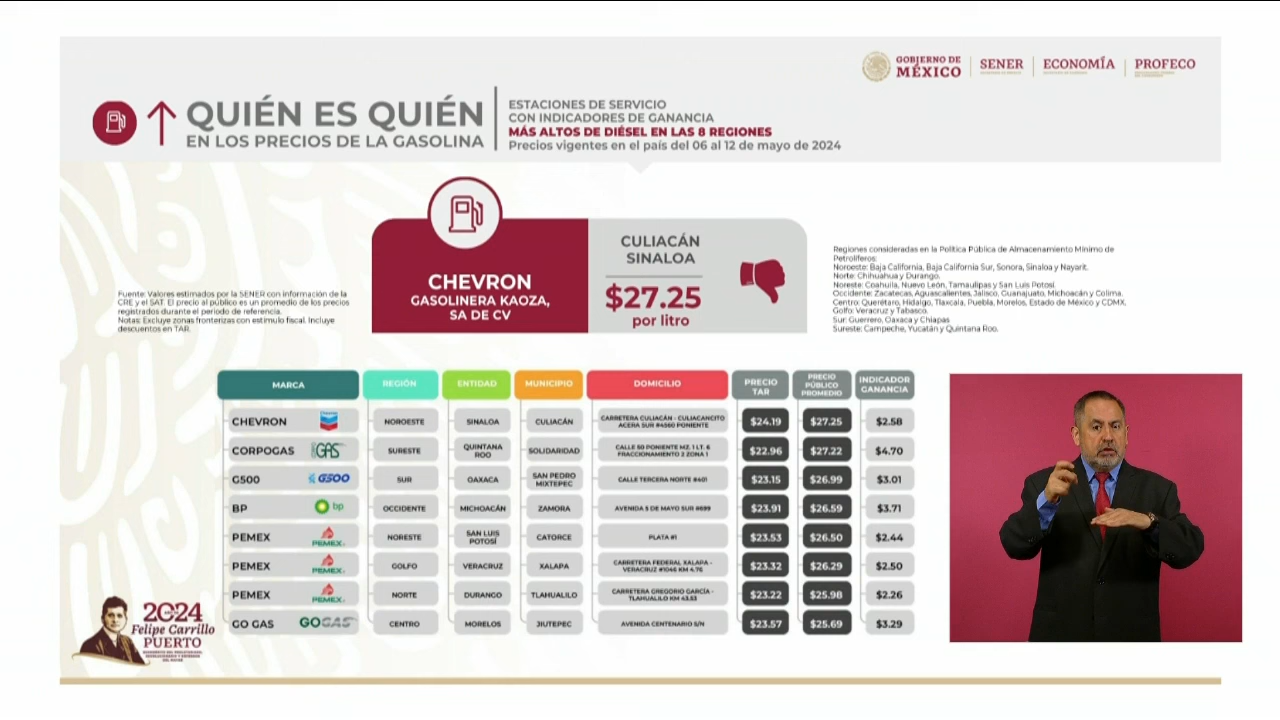 GOBIERNO DE MÉXICO
SENER
ECONOMÍA
PROFECO
QUIÉN ES QUIÉN
EN LOS PRECIOS DE LA GASOLINA
ESTACIONES DE SERVICIO
CON INDICADORES DE GANANCIA
MÁS ALTOS DE DIÉSEL EN LAS 8 REGIONES
Precios vigentes en el país del 06 al 12 de mayo de 2024
CHEVRON
GASOLINERA KAOZA,
SA DE CV
CULIACÁN
SINALOA
$27.25
por litro
Fuente: Valores estimados por la SENER con información de la
CRE y el SAT. El precio al público es un promedio de los precios
registrados durante el periodo de referencia.
Notas: Excluye zonas fronterizas con estímulo fiscal. Incluye
descuentos en TAR.
Regiones consideradas en la Política Pública de Almacenamiento Mínimo de
Petrolíferos:
Noroeste: Baja California, Baja California Sur, Sonora, Sinaloa y Nayarit.
Norte: Chihuahua y Durango.
Noreste: Coahuila, Nuevo León, Tamaulipas y San Luis Potosí.
Occidente: Zacatecas, Aguascalientes, Jalisco, Guanajuato, Michoacán y Colima.
Centro: Querétaro, Hidalgo, Tlaxcala, Puebla, Morelos, Estado de México y CDMX.
Golfo: Veracruz y Tabasco.
Sur: Guerrero, Oaxaca y Chiapas
Sureste: Campeche, Yucatán y Quintana Roo.
MARCA REGIÓN ENTIDAD MUNICIPIO DOMICILIO PRECIO TAR PRECIO PÚBLICO PROMEDIO INDICADOR GANANCIA
CHEVRON NOROESTE SINALOA CULIACÁN CARRETERA CULIACÁN - CULIACANCITO ACERA SUR #4560 PONIENTE $24.19 $27.25 $2.58
CORPOGAS GAS SURESTE QUINTANA ROO SOLIDARIDAD CALLE 50 PONIENTE MZ. 1 LT. 6 FRACCIONAMIENTO 2 ZONA 1 $22.96 $27.22 $4.70
G500 G500 SUR OAXACA SAN PEDRO MIXTEPEC CALLE TERCERA NORTE #401 $23.15 $26.99 $3.01
BP bp OCCIDENTE MICHOACÁN ZAMORA AVENIDA 5 DE MAYO SUR #699 $23.91 $26.59 $3.71
PEMEX PEMEX NORESTE SAN LUIS POTOSÍ CATORCE PLATA #1 $23.53 $26.50 $2.44
PEMEX PEMEX GOLFO VERACRUZ XALAPA CARRETERA FEDERAL XALAPA - VERACRUZ #1046 KM 4.76 $23.32 $26.29 $2.50
PEMEX PEMEX NORTE DURANGO TLAHUALILO CARRETERA GREGORIO GARCÍA - TLAHUALILO KM 43.53 $23.22 $25.98 $2.26
GO GAS GOGAS CENTRO MORELOS JIUTEPEC AVENIDA CENTENARIO S/N $23.57 $25.69 $3.29
2024
Felipe Carrillo
PUERTO